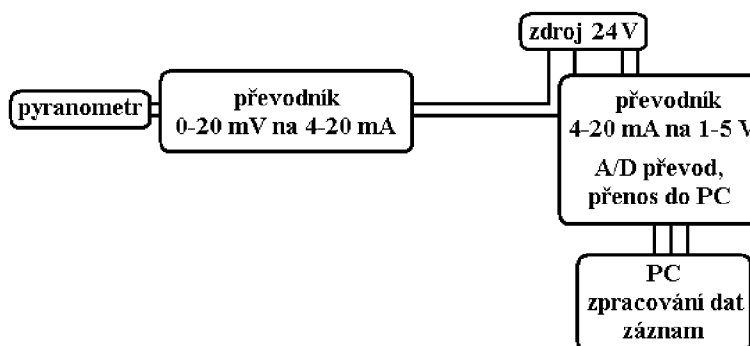 zdroj 24 V
pyranometr
převodník
0-20 mV na 4-20 mA
převodník
4-20 mA na 1-5 V
A/D převod,
přenos do PC
PC
zpracování dat
záznam